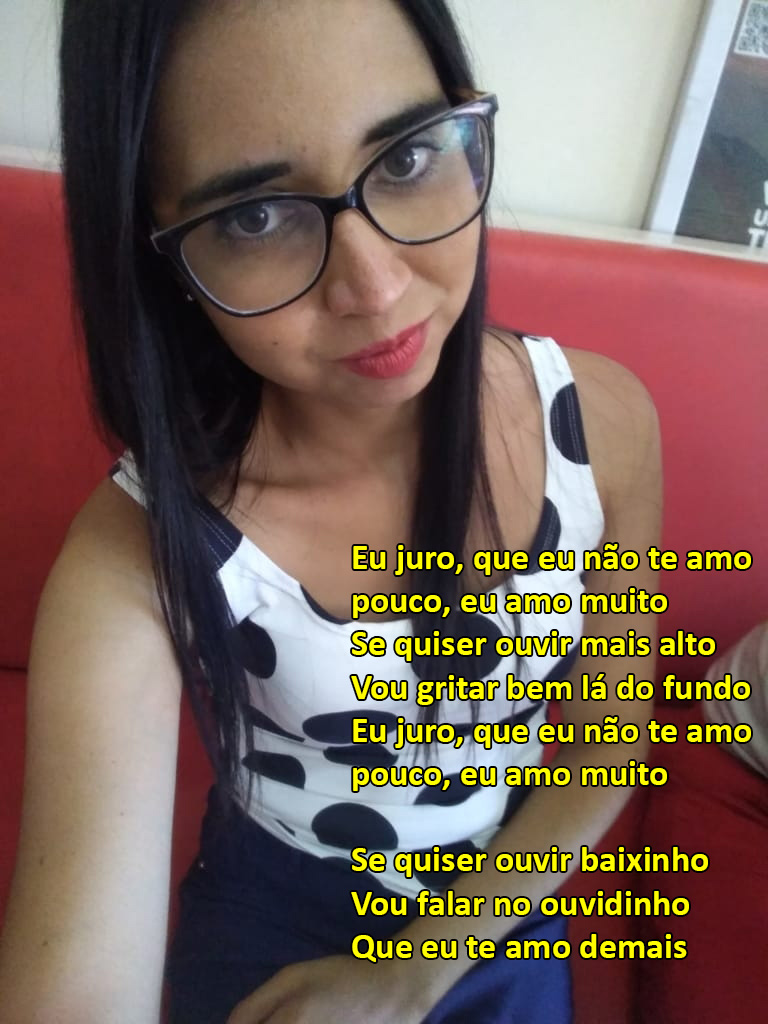 Eu juro, que eu não te amo
pouco, eu amo muito
Se quiser ouvir mais alto
Vou gritar bem lá do fundo
Eu juro, que eu não te amo
pouco, eu amo muito
Se quiser ouvir baixinho
Vou falar no ouvidinho
Que eu te amo demais